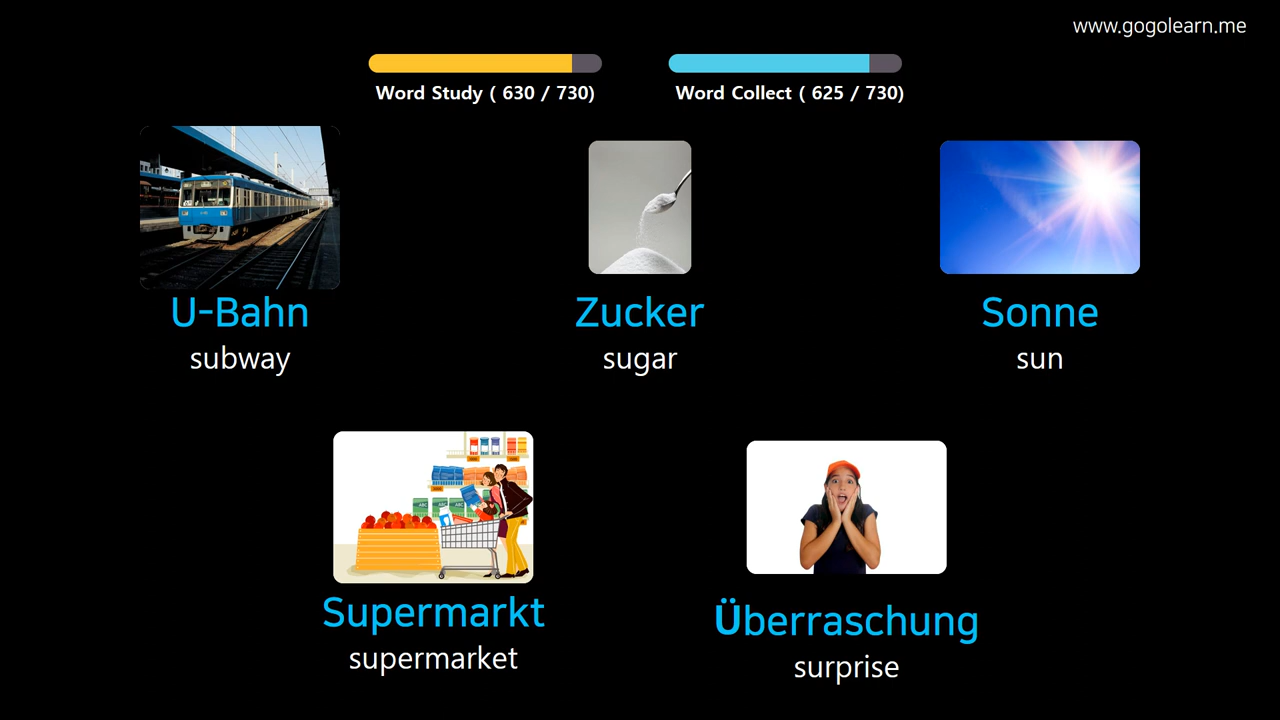 www.gogolearn.me
Word Study ( 630 / 730)
Word Collect ( 625 / 730)
U-Bahn
subway
Zucker
sugar
Sonne
sun
Supermarkt
supermarket
Überraschung
surprise